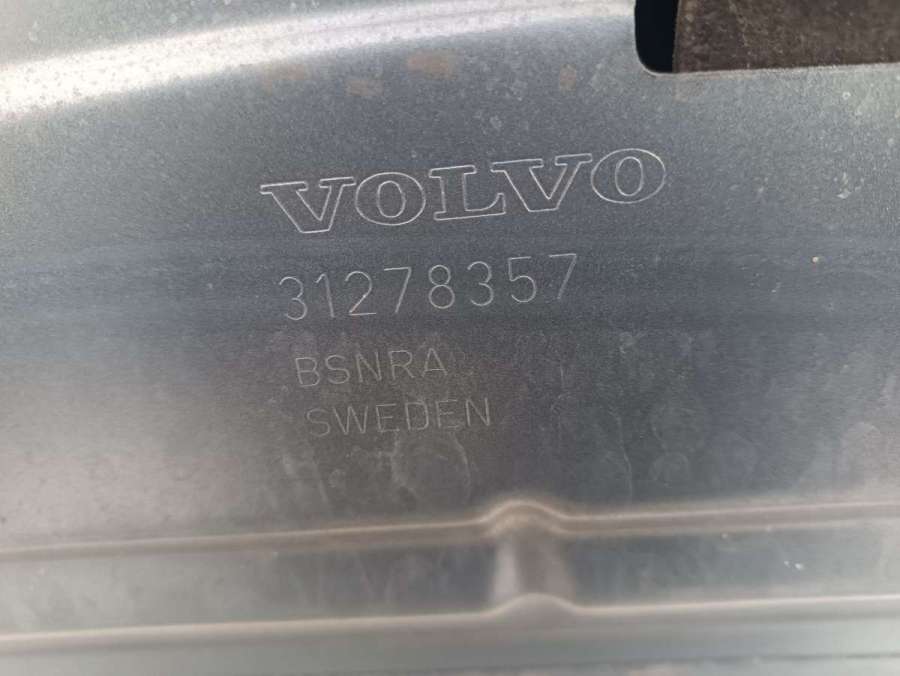 VOLVO
31278357
BSNRA
SWEDEN